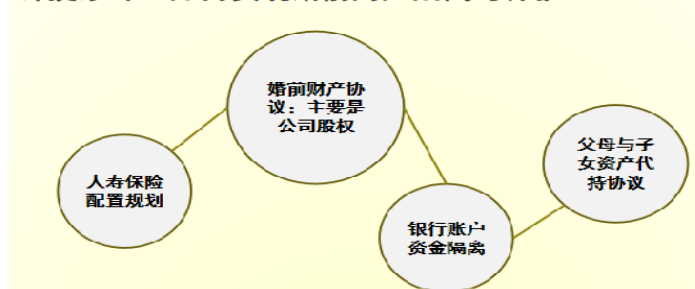 婚前财产协
议：主要是
公司股权
人寿保险
配置规划
父母与子
女资产代
持协议
银行账户
资金隔离